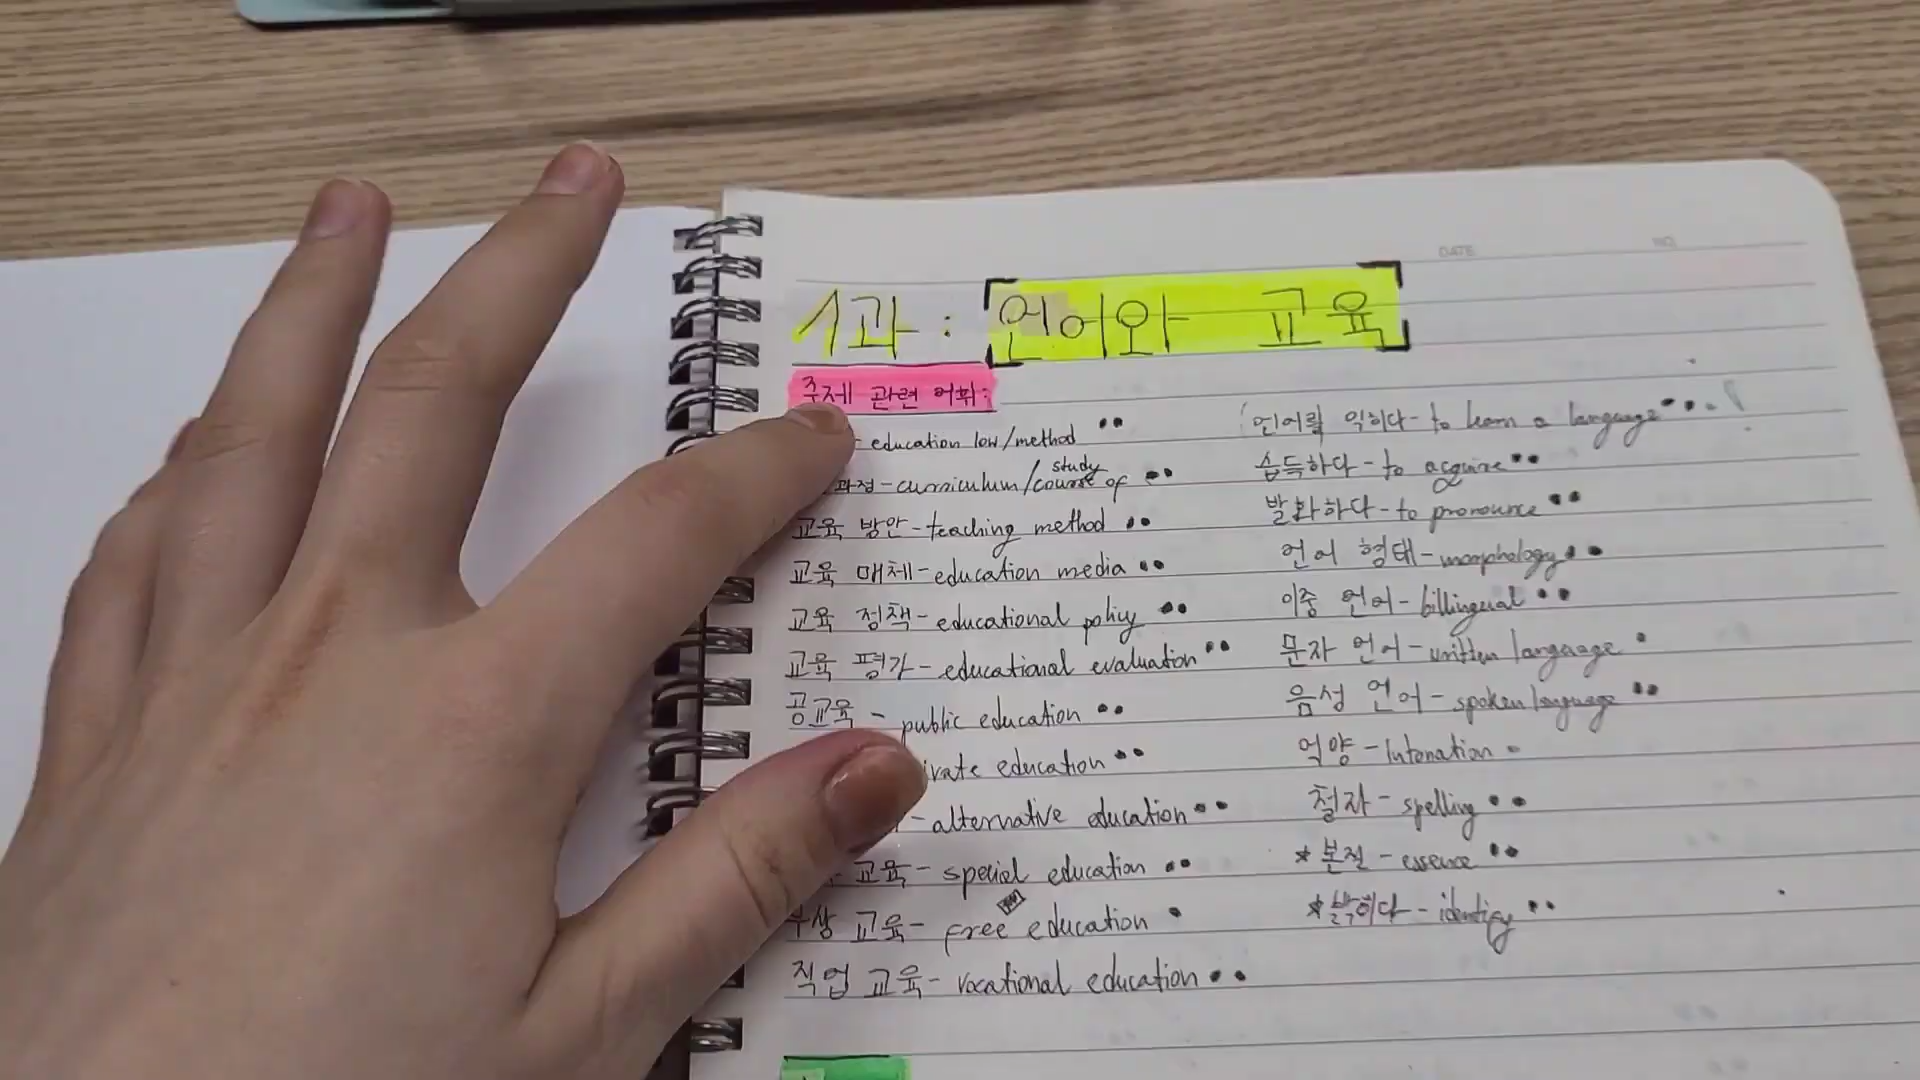 DATE NO.
1과 : 언어와 교육
주제 관련 어휘:
- education low/method ••
과정 - curriculum/course of study ••
교육 방안 - teaching method ••
교육 매체 - education media ••
교육 정책 - educational policy ••
교육 평가 - educational evaluation ••
공교육 - public education ••
ivate education ••
- alternative education ••
교육 - special education ••
무상 교육 - free education •
직업 교육 - vocational education ••
언어를 익히다 - to learn a language •••
습득하다 - to acquire ••
발화하다 - to pronounce ••
언어 형태 - morphology ••
이중 언어 - billingual ••
문자 언어 - written language •
음성 언어 - spoken language ••
억양 - Intonation •
철자 - spelling ••
* 본질 - essence ••
* 밝히다 - identify ••